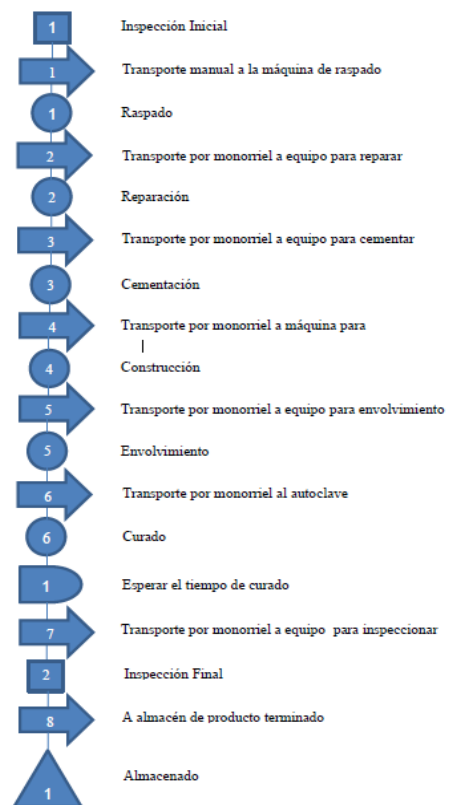 1 Inspección Inicial
1 Transporte manual a la máquina de raspado
1 Raspado
2 Transporte por monorriel a equipo para reparar
2 Reparación
3 Transporte por monorriel a equipo para cementar
3 Cementación
4 Transporte por monorriel a máquina para
4 Construcción
5 Transporte por monorriel a equipo para envolvimiento
5 Envolvimiento
6 Transporte por monorriel al autoclave
6 Curado
1 Esperar el tiempo de curado
7 Transporte por monorriel a equipo para inspeccionar
2 Inspección Final
8 A almacén de producto terminado
1 Almacenado